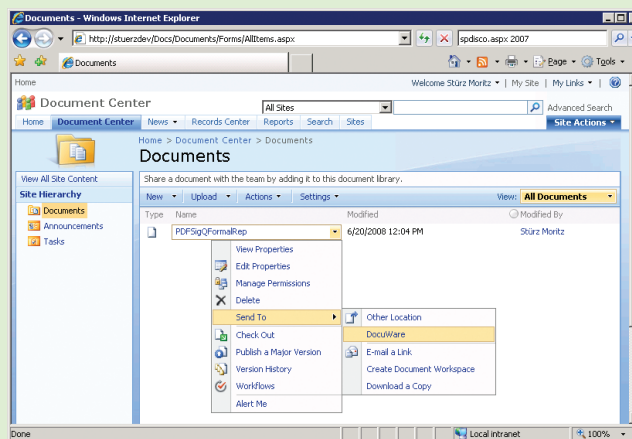 Documents - Windows Internet Explorer
http://stuerzdev/Docs/Documents/Forms/AllItems.aspx
spdisco.aspx 2007
Documents
Page
Tools
Home
Welcome Stürz Moritz
My Site
My Links
Document Center
All Sites
Advanced Search
Home
Document Center
News
Records Center
Reports
Search
Sites
Site Actions
Home > Document Center > Documents
Documents
View All Site Content
Share a document with the team by adding it to this document library.
Site Hierarchy
New
Upload
Actions
Settings
View: All Documents
Documents
Type
Name
Modified
Modified By
Announcements
PDFSigQFormalRep
6/20/2008 12:04 PM
Stürz Moritz
Tasks
View Properties
Edit Properties
Manage Permissions
Delete
Send To
Other Location
Check Out
DocuWare
Publish a Major Version
E-mail a Link
Version History
Create Document Workspace
Workflows
Download a Copy
Alert Me
Done
Local intranet
100%